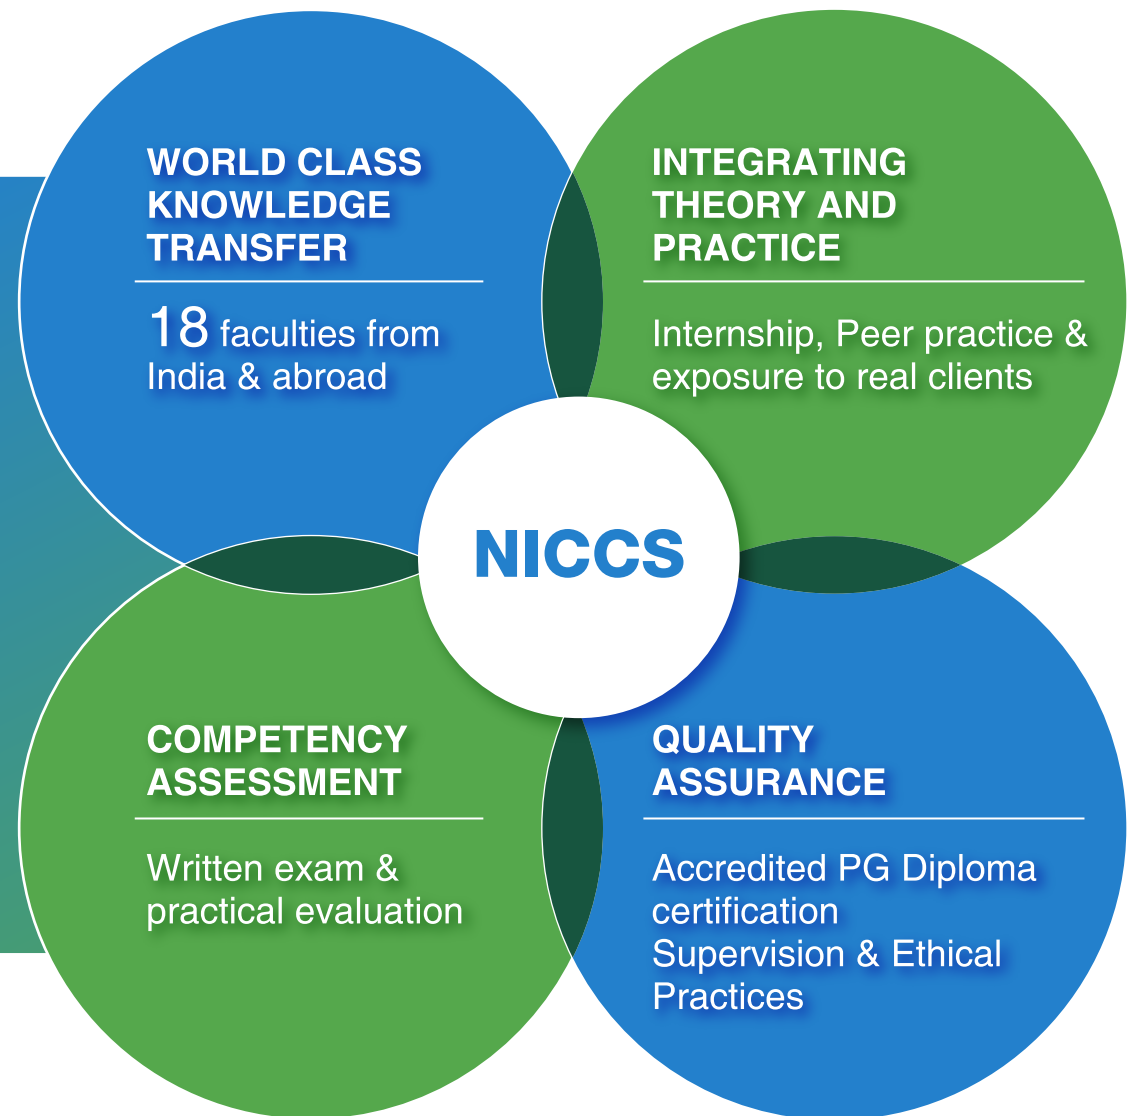 WORLD CLASS
KNOWLEDGE
TRANSFER
18 faculties from
India & abroad
INTEGRATING
THEORY AND
PRACTICE
Internship, Peer practice &
exposure to real clients
NICCS
COMPETENCY
ASSESSMENT
Written exam &
practical evaluation
QUALITY
ASSURANCE
Accredited PG Diploma
certification
Supervision & Ethical
Practices